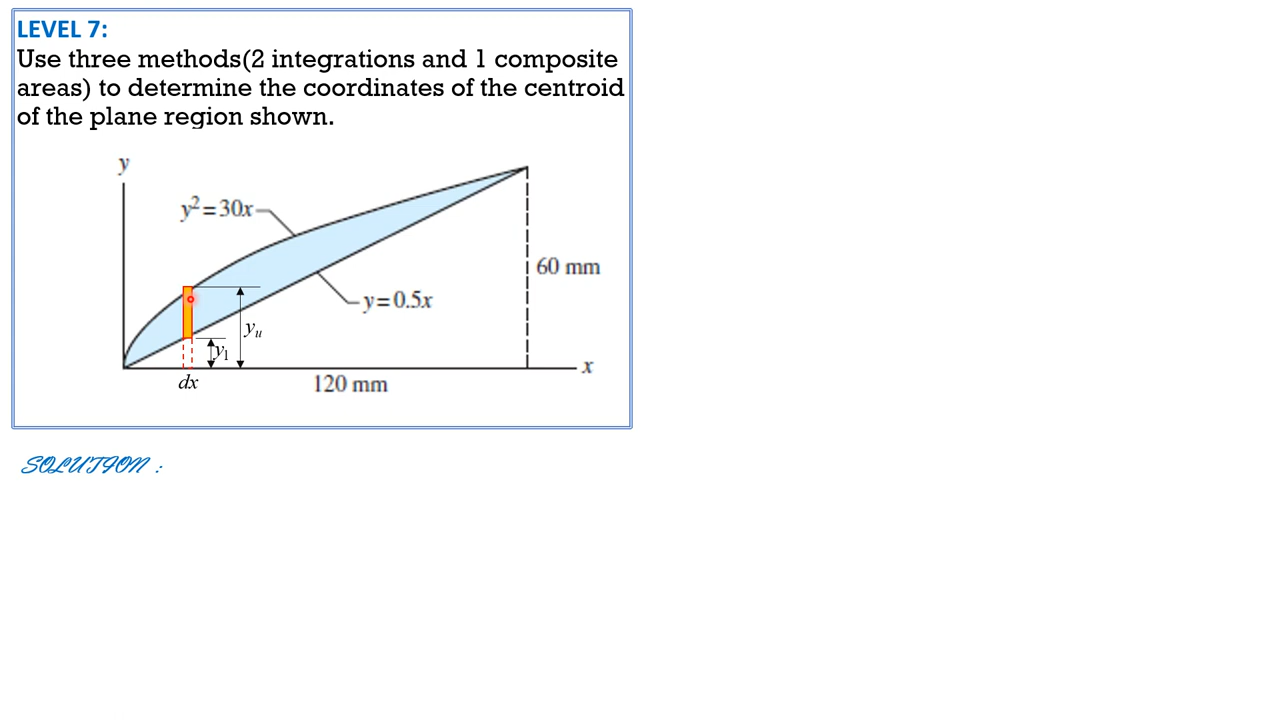 LEVEL 7:
Use three methods(2 integrations and 1 composite
areas) to determine the coordinates of the centroid
of the plane region shown.
y
y²=30x
60 mm
y=0.5x
yᵤ
y₁
x
dx
120 mm
SOLUTION :